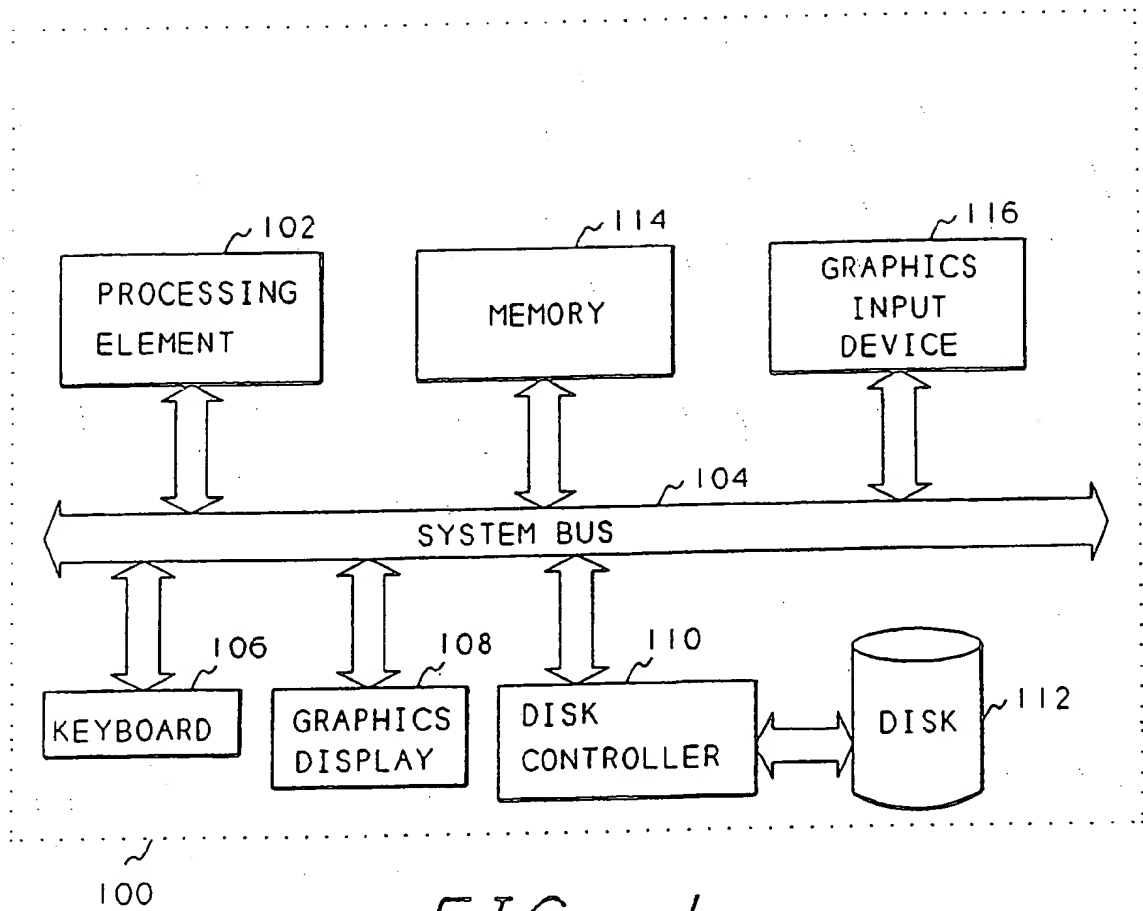 102
114
116
PROCESSING
ELEMENT
MEMORY
GRAPHICS
INPUT
DEVICE
104
SYSTEM BUS
106
108
110
112
KEYBOARD
GRAPHICS
DISPLAY
DISK
CONTROLLER
DISK
100